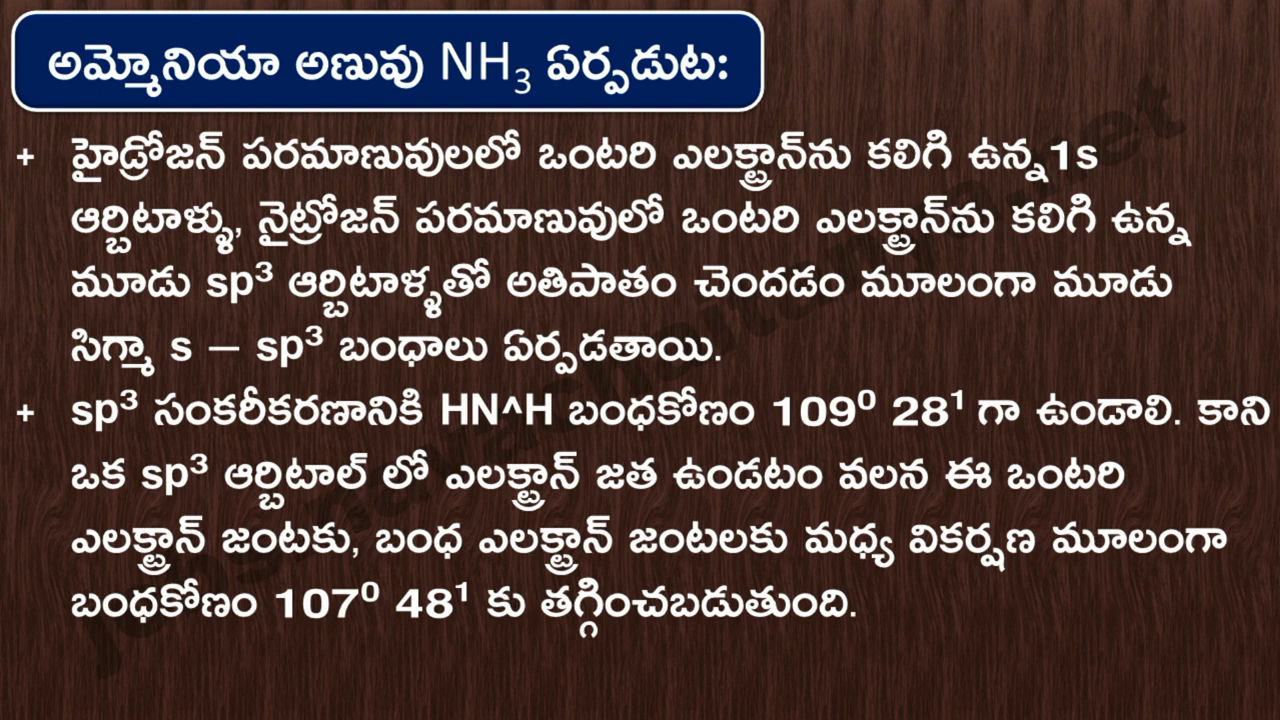 అమ్మోనియా అణువు NH₃ ఏర్పడుట:
+ హైడ్రోజన్ పరమాణువులలో ఒంటరి ఎలక్ట్రాన్‌ను కలిగి ఉన్న1s
ఆర్బిటాళ్ళు, నైట్రోజన్ పరమాణువులో ఒంటరి ఎలక్ట్రాన్‌ను కలిగి ఉన్న
మూడు sp³ ఆర్బిటాళ్ళతో అతిపాతం చెందడం మూలంగా మూడు
సిగ్మా s – sp³ బంధాలు ఏర్పడతాయి.
+ sp³ సంకరీకరణానికి HN^H బంధకోణం 109⁰ 28¹ గా ఉండాలి. కాని
ఒక sp³ ఆర్బిటాల్ లో ఎలక్ట్రాన్ జత ఉండటం వలన ఈ ఒంటరి
ఎలక్ట్రాన్ జంటకు, బంధ ఎలక్ట్రాన్ జంటలకు మధ్య వికర్షణ మూలంగా
బంధకోణం 107⁰ 48¹ కు తగ్గించబడుతుంది.